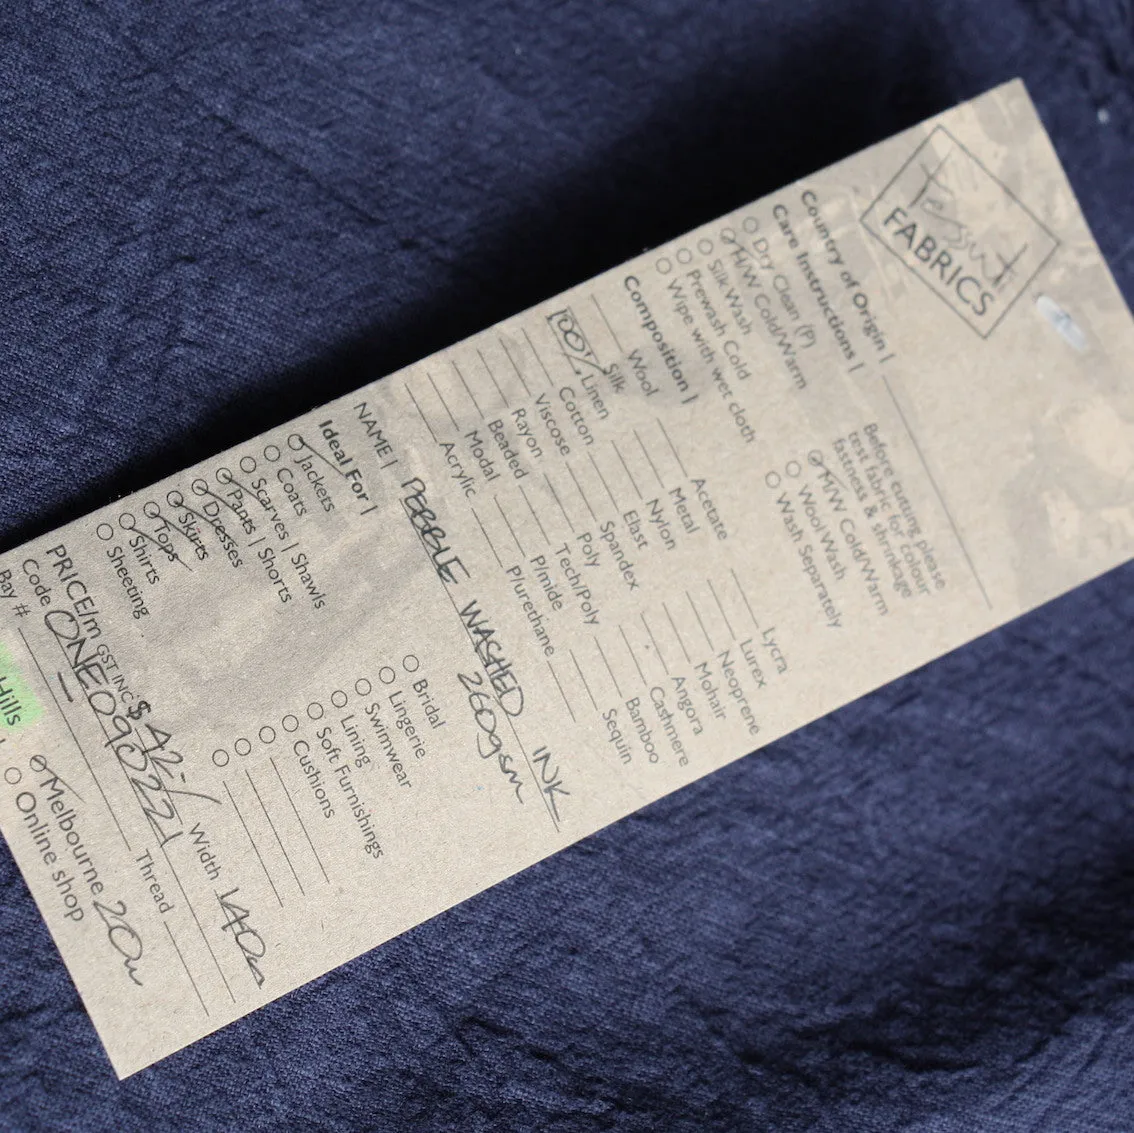 Tessuti
FABRICS
Country of Origin |
Care Instructions |
Dry Clean (P)
H/W Cold/Warm
Silk Wash
Prewash Cold
Wipe with wet cloth
Before cutting please
test fabric for colour
fastness & shrinkage
M/W Cold/Warm
Wool Wash
Wash Separately
Composition |
Wool Acetate Lycra
Silk Metal Lurex
100% Linen Nylon Neoprene
Cotton Elast Mohair
Viscose Spandex Angora
Rayon Poly Cashmere
Beaded Tech/Poly Bamboo
Modal P/mide Sequin
Acrylic P/urethane
NAME | PEBBLE WASHED INK
260gsm
Ideal For |
Jackets Bridal
Coats Lingerie
Scarves | Shawls Swimwear
Pants | Shorts Lining
Dresses Soft Furnishings
Skirts Cushions
Tops
Shirts
Sheeting
PRICE/m GST INC $ 42·/ Width 140cm
Code ONE090221 Thread
Bay #
Hills Melbourne 20m
Online shop